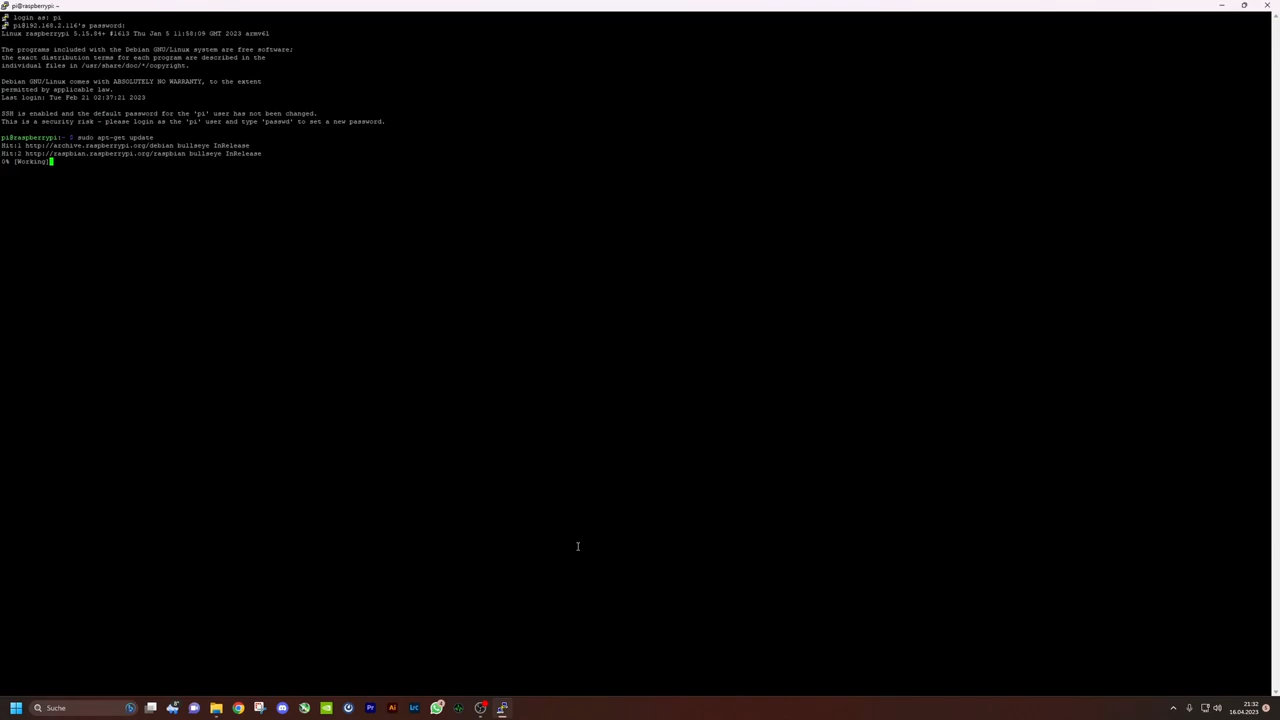 pi@raspberrypi: ~
login as: pi
pi@192.168.2.116's password:
Linux raspberrypi 5.15.84+ #1613 Thu Jan 5 11:58:09 GMT 2023 armv6l
The programs included with the Debian GNU/Linux system are free software;
the exact distribution terms for each program are described in the
individual files in /usr/share/doc/*/copyright.
Debian GNU/Linux comes with ABSOLUTELY NO WARRANTY, to the extent
permitted by applicable law.
Last login: Tue Feb 21 02:37:21 2023
SSH is enabled and the default password for the 'pi' user has not been changed.
This is a security risk - please login as the 'pi' user and type 'passwd' to set a new password.
pi@raspberrypi:~ $ sudo apt-get update
Hit:1 http://archive.raspberrypi.org/debian bullseye InRelease
Hit:2 http://raspbian.raspberrypi.org/raspbian bullseye InRelease
0% [Working]
Suche
8°
Pr
Ai
Lrc
21:32
16.04.2023